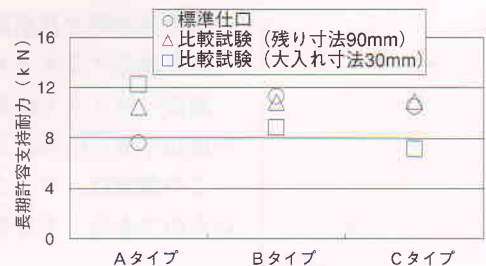 ○標準仕口
△比較試験（残り寸法90mm）
□比較試験（大入れ寸法30mm）
長期許容支持耐力（kN）
16
12
8
4
0
Aタイプ Bタイプ Cタイプ